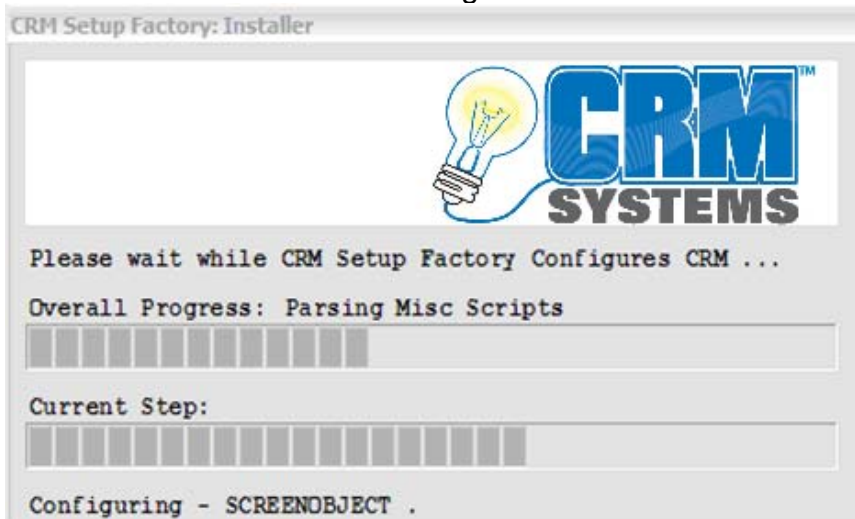 CRM Setup Factory: Installer
CRM™
SYSTEMS
Please wait while CRM Setup Factory Configures CRM ...
Overall Progress: Parsing Misc Scripts
Current Step:
Configuring - SCREENOBJECT .